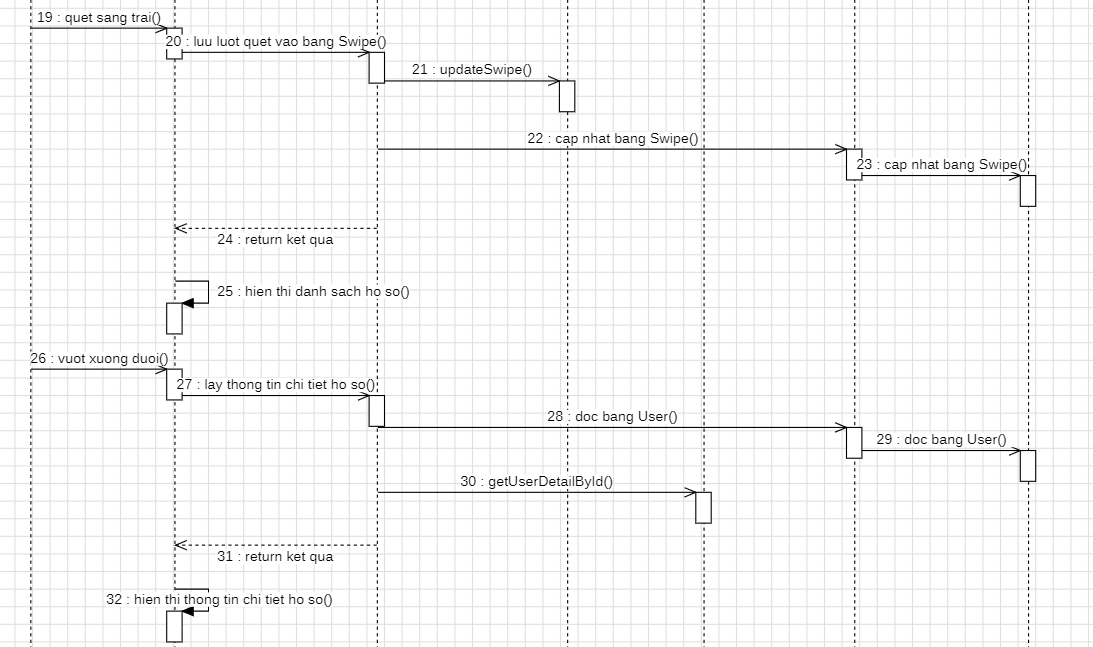 19 : quet sang trai()
20 : luu luot quet vao bang Swipe()
21 : updateSwipe()
22 : cap nhat bang Swipe()
23 : cap nhat bang Swipe()
24 : return ket qua
25 : hien thi danh sach ho so()
26 : vuot xuong duoi()
27 : lay thong tin chi tiet ho so()
28 : doc bang User()
29 : doc bang User()
30 : getUserDetailById()
31 : return ket qua
32 : hien thi thong tin chi tiet ho so()